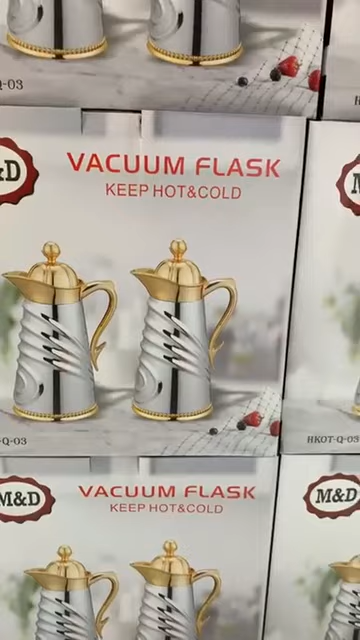 Q-03
&D
VACUUM FLASK
KEEP HOT&COLD
-Q-03
HKOT-Q-03
M&D
VACUUM FLASK
KEEP HOT&COLD
M&D